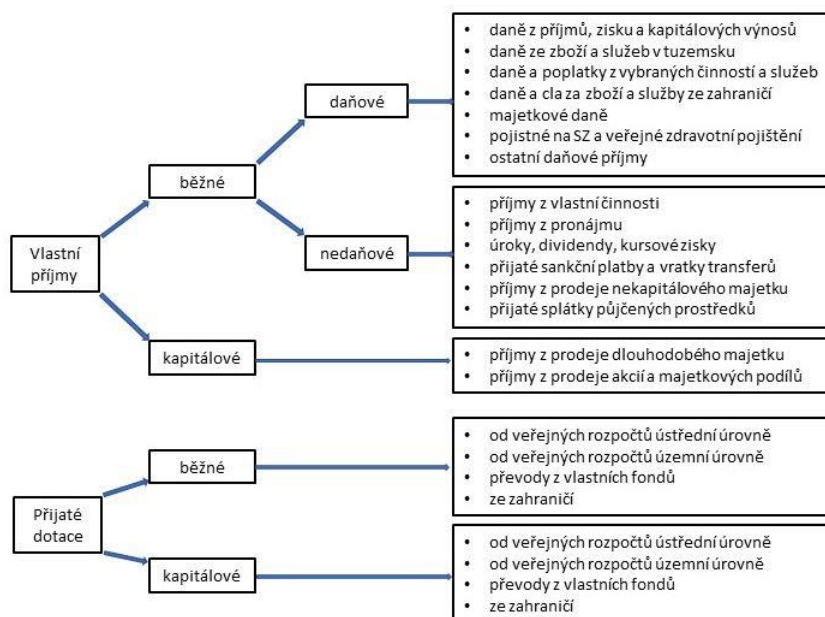 daňové
• daně z příjmů, zisku a kapitálových výnosů
• daně ze zboží a služeb v tuzemsku
• daně a poplatky z vybraných činností a služeb
• daně a cla za zboží a služby ze zahraničí
• majetkové daně
• pojistné na SZ a veřejné zdravotní pojištění
• ostatní daňové příjmy
běžné
Vlastní
příjmy
nedaňové
• příjmy z vlastní činnosti
• příjmy z pronájmu
• úroky, dividendy, kursové zisky
• přijaté sankční platby a vratky transferů
• příjmy z prodeje nekapitálového majetku
• přijaté splátky půjčených prostředků
kapitálové
• příjmy z prodeje dlouhodobého majetku
• příjmy z prodeje akcií a majetkových podílů
běžné
• od veřejných rozpočtů ústřední úrovně
• od veřejných rozpočtů územní úrovně
• převody z vlastních fondů
• ze zahraničí
Přijaté
dotace
kapitálové
• od veřejných rozpočtů ústřední úrovně
• od veřejných rozpočtů územní úrovně
• převody z vlastních fondů
• ze zahraničí